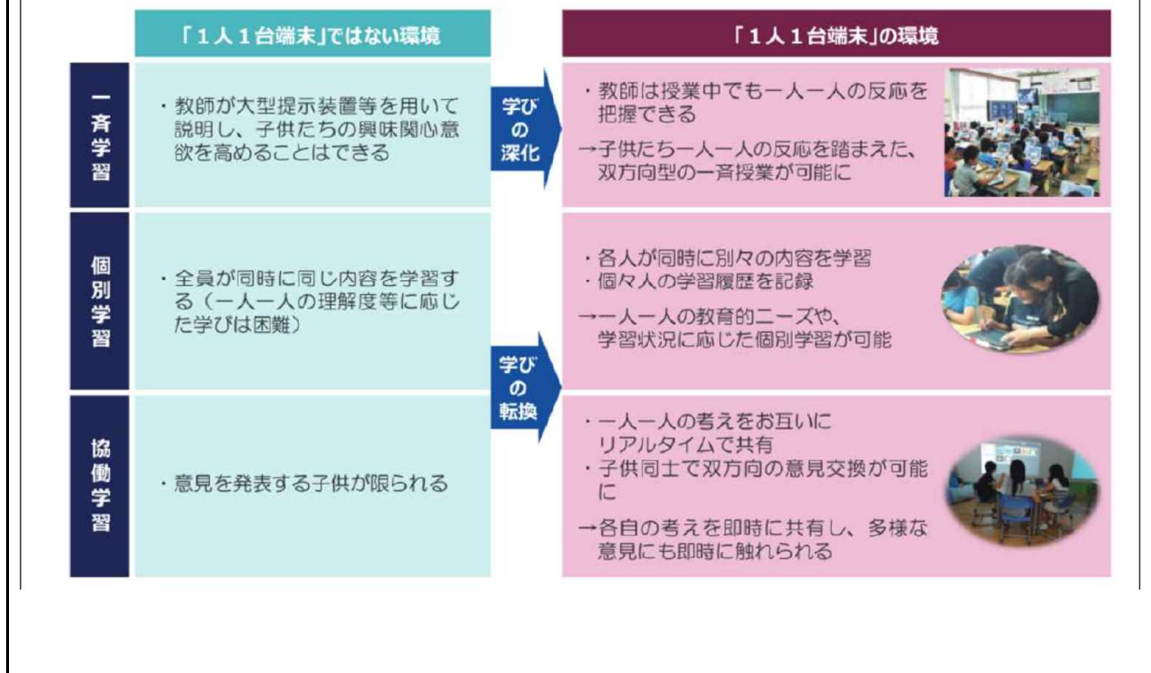 「１人１台端末」ではない環境
「１人１台端末」の環境
一斉学習
・教師が大型提示装置等を用いて
説明し、子供たちの興味関心意
欲を高めることはできる
学び
の
深化
・教師は授業中でも一人一人の反応を
把握できる
→子供たち一人一人の反応を踏まえた、
双方向型の一斉授業が可能に
個別学習
・全員が同時に同じ内容を学習す
る（一人一人の理解度等に応じ
た学びは困難）
・各人が同時に別々の内容を学習
・個々人の学習履歴を記録
→一人一人の教育的ニーズや、
学習状況に応じた個別学習が可能
学び
の
転換
協働学習
・意見を発表する子供が限られる
・一人一人の考えをお互いに
リアルタイムで共有
・子供同士で双方向の意見交換が可能
に
→各自の考えを即時に共有し、多様な
意見にも即時に触れられる